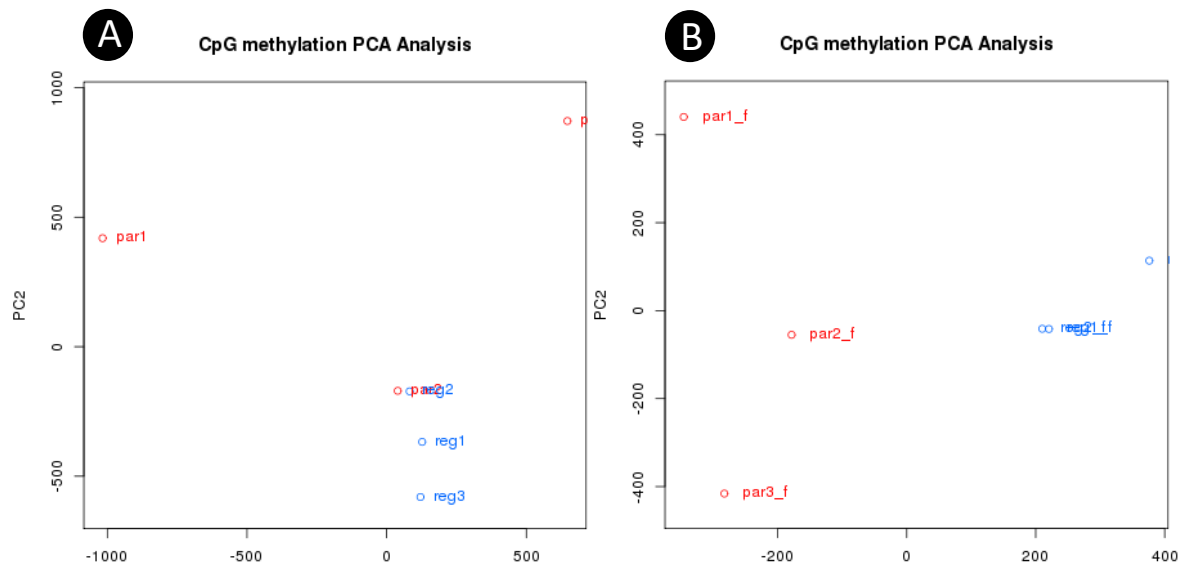 A
CpG methylation PCA Analysis
1000
500
0
-500
PC2
p
par1
par2
reg2
reg1
reg3
-1000
-500
0
500
B
CpG methylation PCA Analysis
400
200
0
-200
-400
PC2
par1_f
par2_f
par3_f
-200
0
200
400